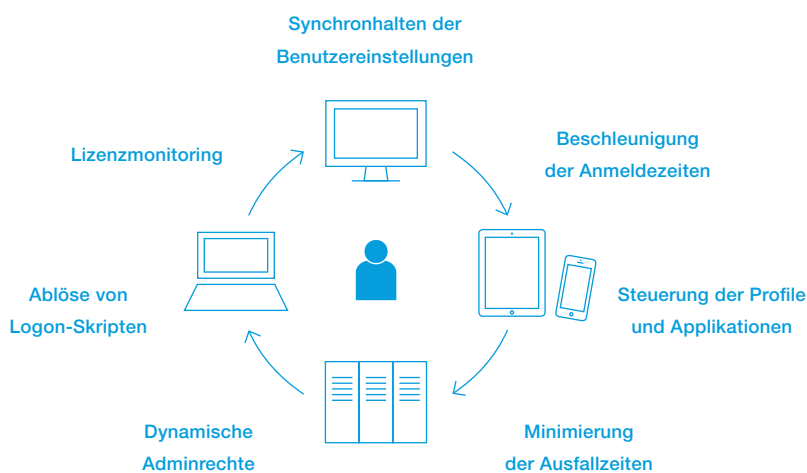 Synchronhalten der
Benutzereinstellungen
Lizenzmonitoring
Beschleunigung
der Anmeldezeiten
Ablöse von
Logon-Skripten
Steuerung der Profile
und Applikationen
Dynamische
Adminrechte
Minimierung
der Ausfallzeiten